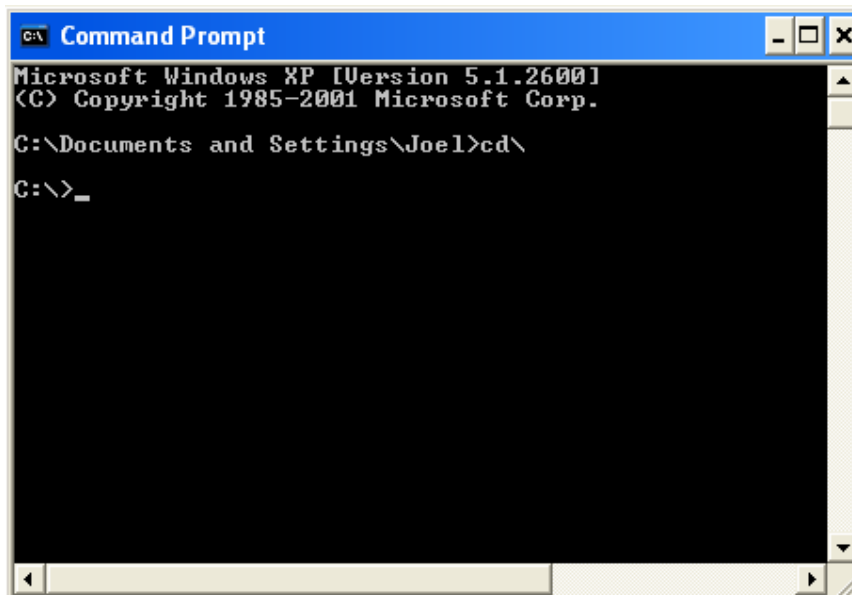 C:\ Command Prompt
Microsoft Windows XP [Version 5.1.2600]
(C) Copyright 1985-2001 Microsoft Corp.
C:\Documents and Settings\Joel>cd\
C:\>_